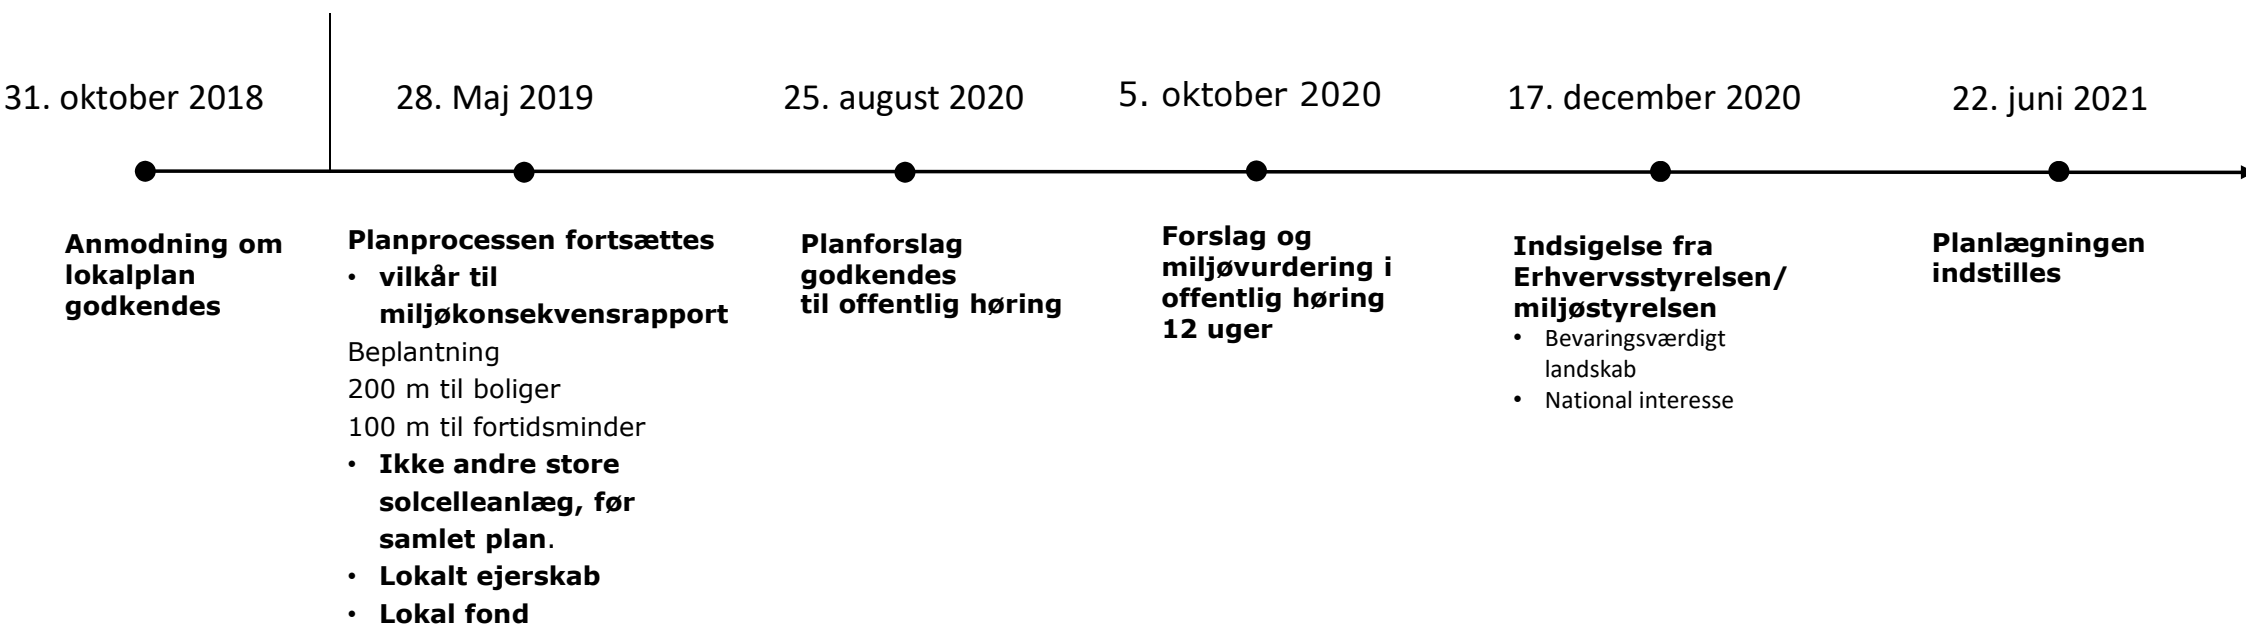 31. oktober 2018
28. Maj 2019
25. august 2020
5. oktober 2020
17. december 2020
22. juni 2021
Anmodning om
lokalplan
godkendes
Planprocessen fortsættes
• vilkår til
miljøkonsekvensrapport
Beplantning
200 m til boliger
100 m til fortidsminder
• Ikke andre store
solcelleanlæg, før
samlet plan.
• Lokalt ejerskab
• Lokal fond
Planforslag
godkendes
til offentlig høring
Forslag og
miljøvurdering i
offentlig høring
12 uger
Indsigelse fra
Erhvervsstyrelsen/
miljøstyrelsen
• Bevaringsværdigt
landskab
• National interesse
Planlægningen
indstilles